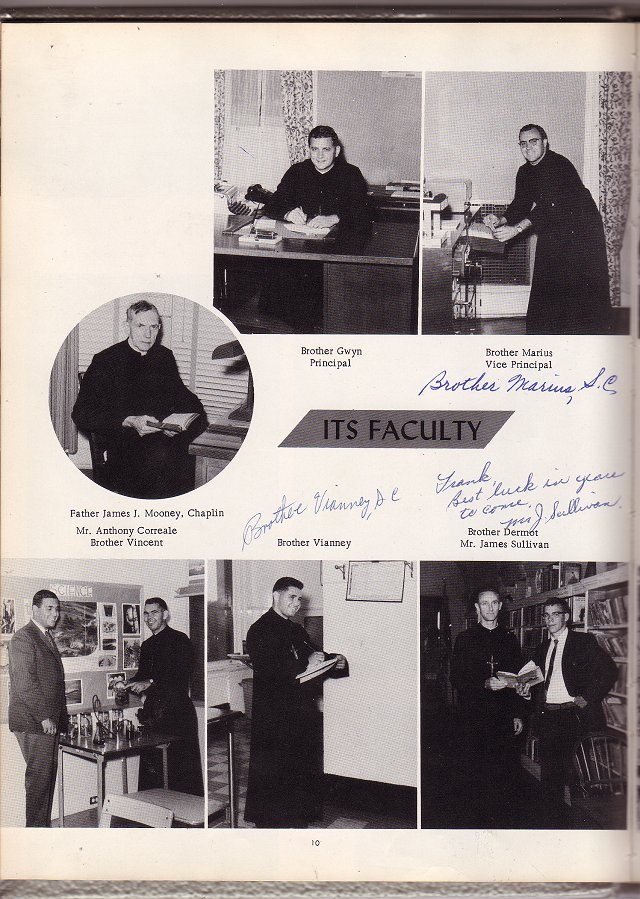 Brother Gwyn
Principal
Brother Marius
Vice Principal
Brother Marius, S.C
ITS FACULTY
Father James J. Mooney, Chaplin
Mr. Anthony Correale
Brother Vincent
Brother Vianney, SC
Brother Vianney
Frank
Best luck in years
to come.
Mr J. Sullivan.
Brother Dermot
Mr. James Sullivan
SCIENCE
10